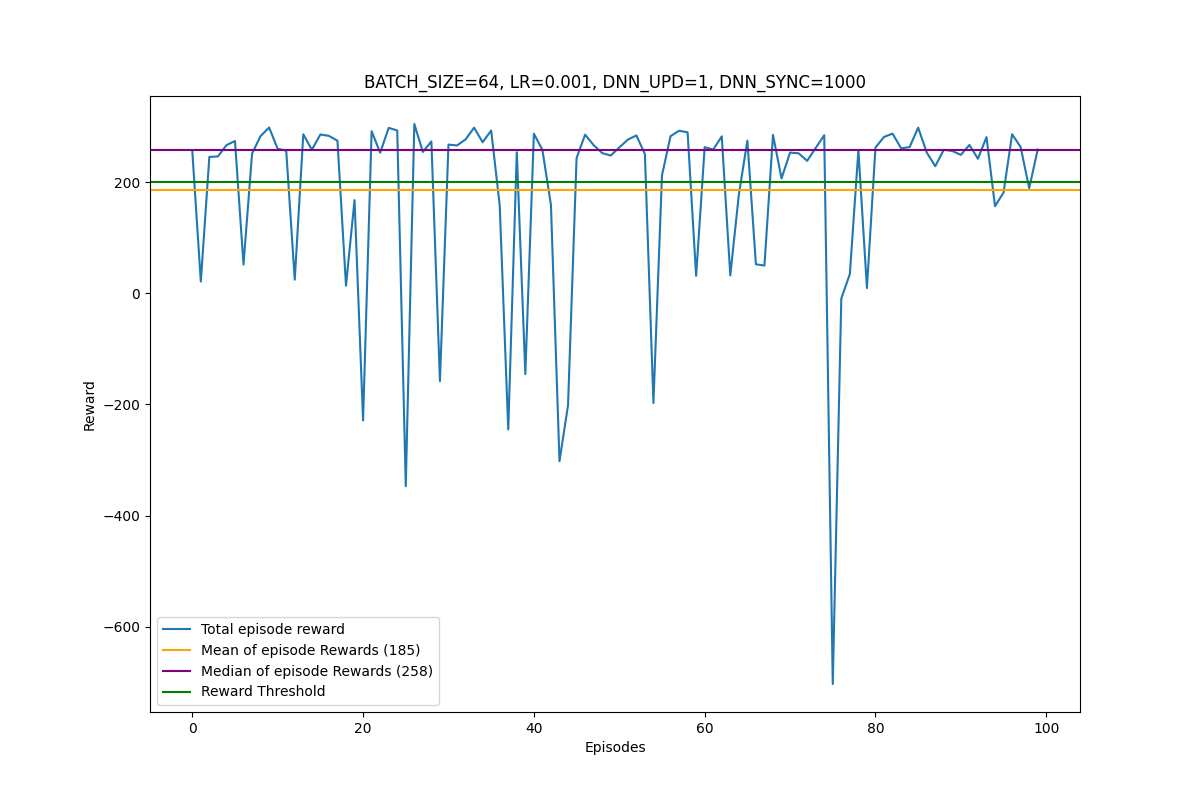 BATCH_SIZE=64, LR=0.001, DNN_UPD=1, DNN_SYNC=1000
200
0
−200
−400
−600
Reward
Total episode reward
Mean of episode Rewards (185)
Median of episode Rewards (258)
Reward Threshold
0 20 40 60 80 100
Episodes